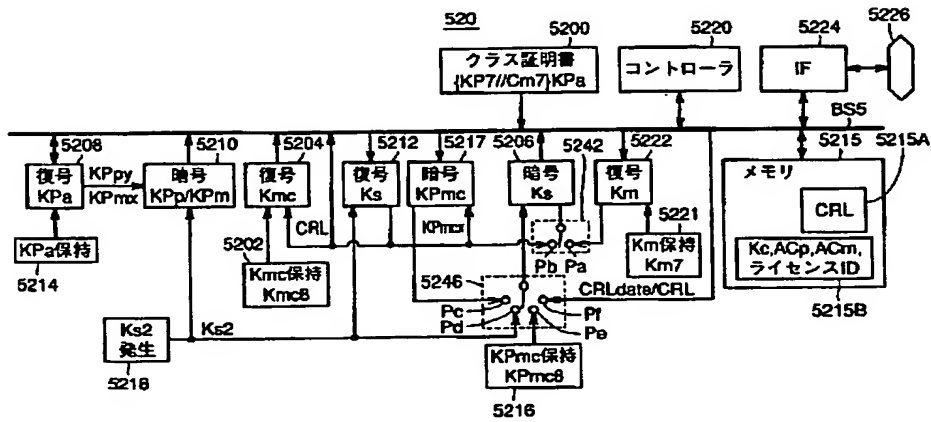 520
5200
クラス証明書
{KP7//Cm7}KPa
5220
コントローラ
5224
IF
5226
BS5
5208
復号
KPa
KPpy
KPmx
5210
暗号
KPp/KPm
5204
復号
Kmc
5212
復号
Ks
5217
暗号
KPmc
5206
暗号
Ks
5242
5222
復号
Km
5215
5215A
メモリ
CRL
Kc,ACp,ACm,
ライセンスID
5215B
CRL
KPmcx
Pb
Pa
5221
Km保持
Km7
KPa保持
5214
5202
Kmc保持
Kmc8
5246
CRLdate/CRL
Pc
Pd
Pf
Pe
Ks2
発生
5218
Ks2
KPmc保持
KPmc8
5216